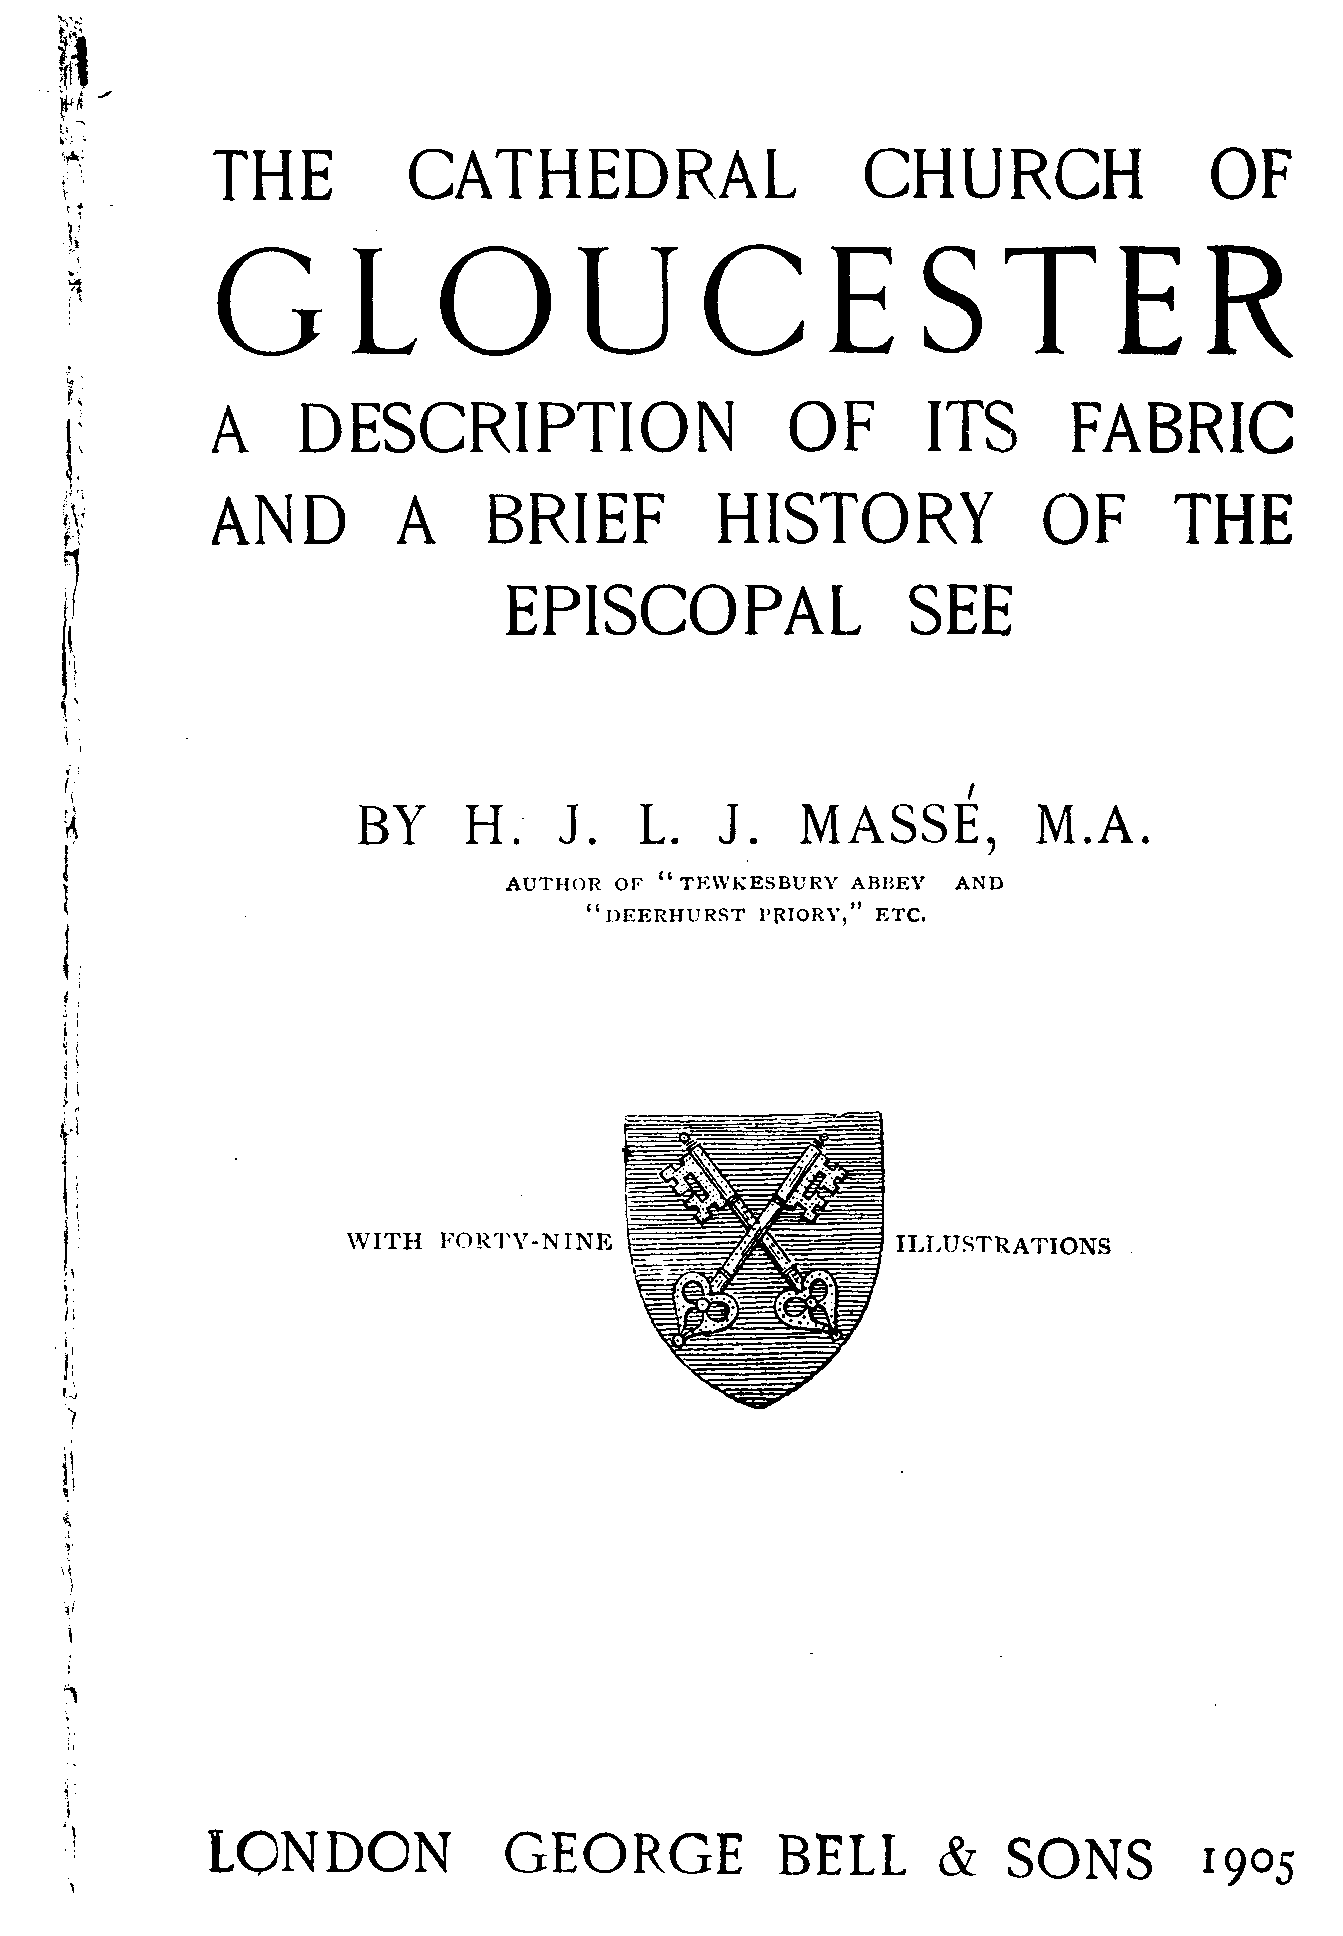 THE CATHEDRAL CHURCH OF
GLOUCESTER
A DESCRIPTION OF ITS FABRIC
AND A BRIEF HISTORY OF THE
EPISCOPAL SEE
BY H. J. L. J. MASSÉ, M.A.
AUTHOR OF "TEWKESBURY ABBEY AND
"DEERHURST PRIORY," ETC.
WITH FORTY-NINE ILLUSTRATIONS
LONDON GEORGE BELL & SONS 1905